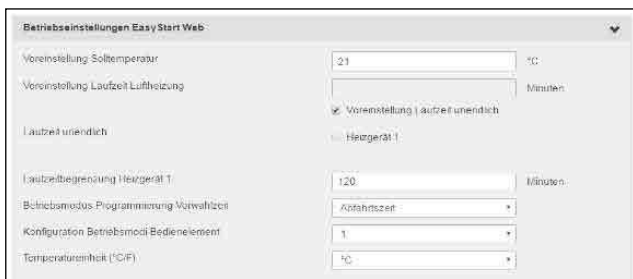 Betriebseinstellungen EasyStart Web
Voreinstellung Solltemperatur 21 °C
Voreinstellung Laufzeit Luftheizung Minuten
Voreinstellung Laufzeit unendlich
Laufzeit unendlich Heizgerät 1
Laufzeitbegrenzung Heizgerät 1 120 Minuten
Betriebsmodus Programmierung Vorwahlzeit Abfahrtszeit
Konfiguration Betriebsmodi Bedienelement 1
Temperatureinheit (°C/F) °C